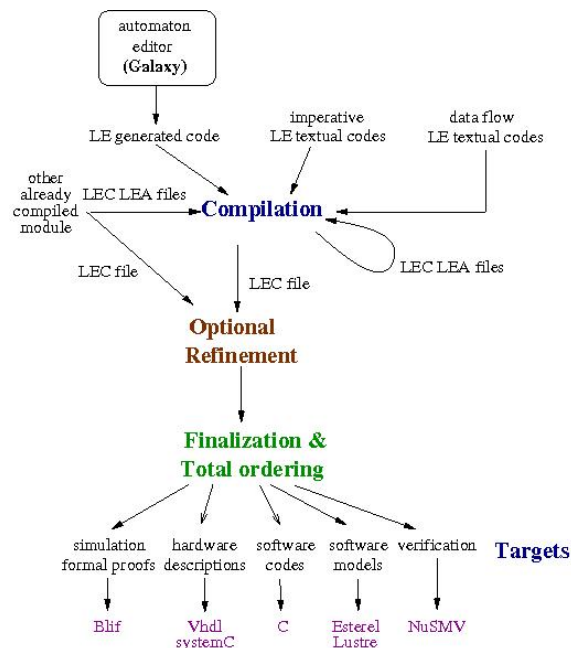 automaton
editor
(Galaxy)
LE generated code
imperative
LE textual codes
data flow
LE textual codes
other
already
compiled
module
LEC LEA files
Compilation
LEC file
LEC file
LEC LEA files
Optional
Refinement
Finalization &
Total ordering
simulation
formal proofs
hardware
descriptions
software
codes
software
models
verification
Targets
Blif
Vhdl
systemC
C
Esterel
Lustre
NuSMV